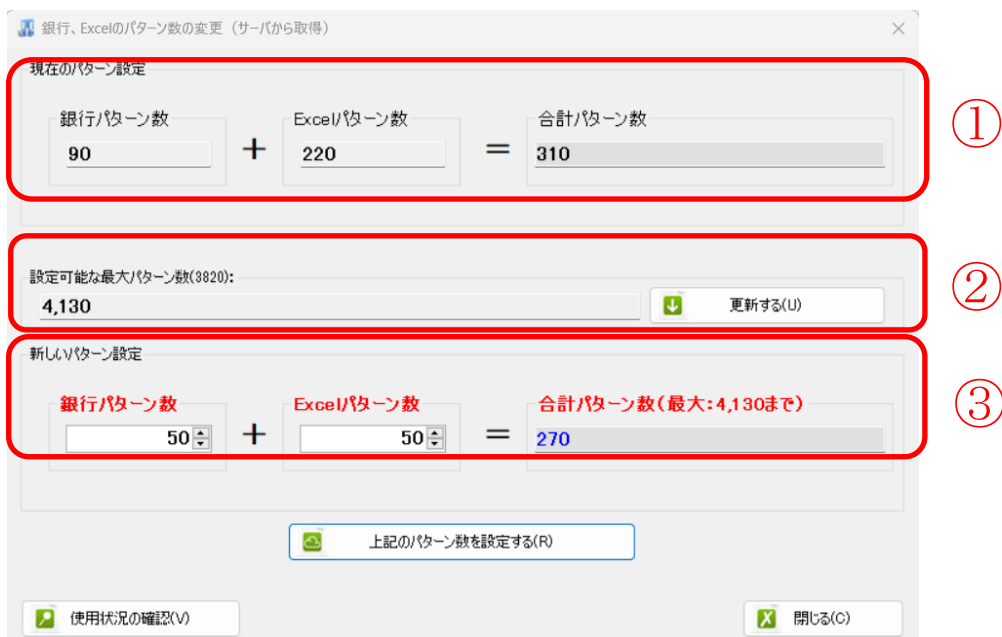 銀行、Excelのパターン数の変更（サーバから取得）
現在のパターン設定
①
銀行パターン数
Excelパターン数
合計パターン数
90 + 220 = 310
②
設定可能な最大パターン数(3820):
4,130
更新する(U)
新しいパターン設定
③
銀行パターン数
Excelパターン数
合計パターン数(最大:4,130まで)
50 + 50 = 270
上記のパターン数を設定する(R)
使用状況の確認(V)
閉じる(C)